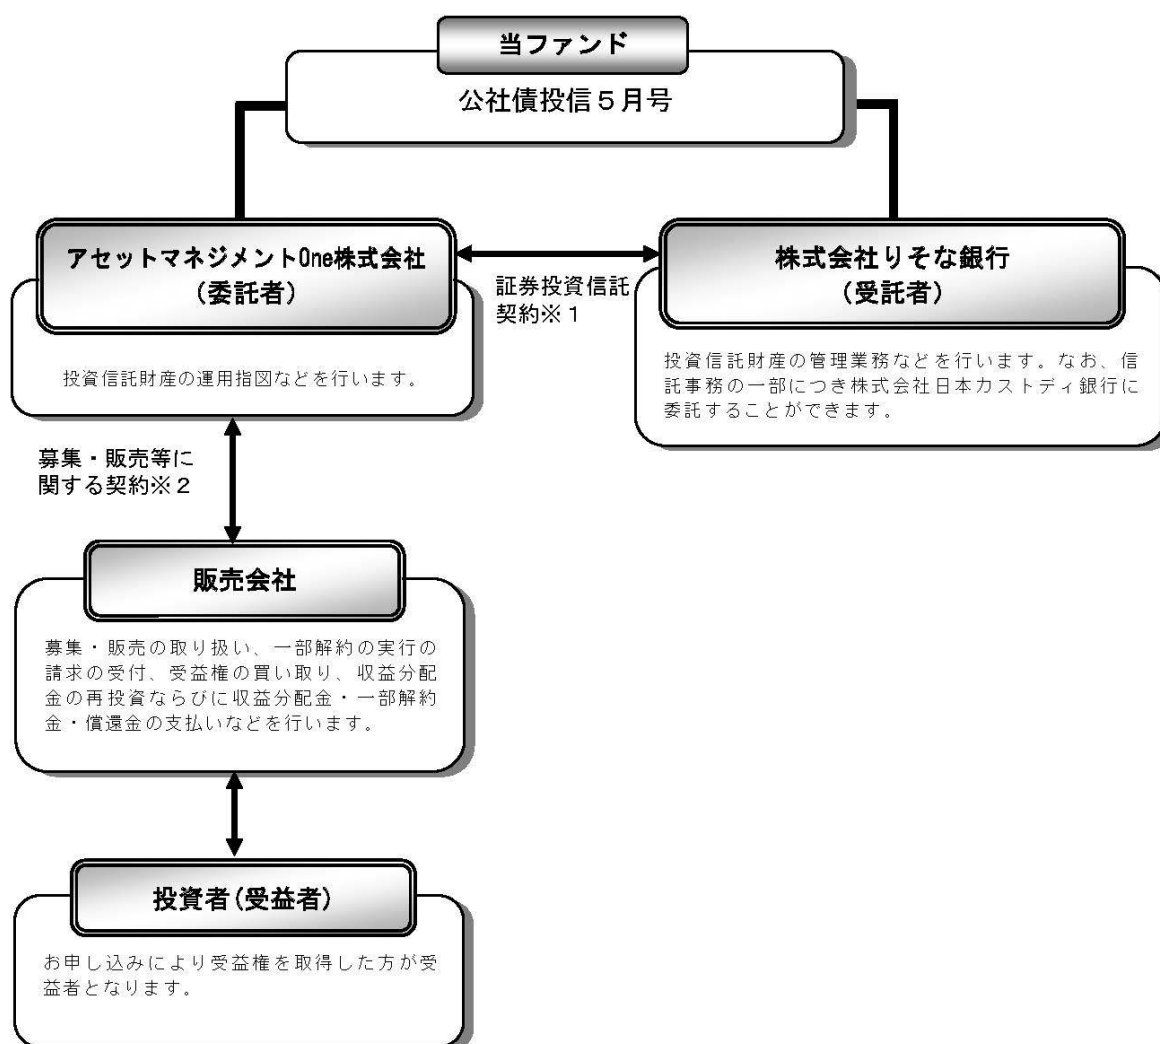 当ファンド
公社債投信５月号
アセットマネジメントOne株式会社
（委託者）
投資信託財産の運用指図などを行います。
証券投資信託
契約※１
株式会社りそな銀行
（受託者）
投資信託財産の管理業務などを行います。なお、信
託事務の一部につき株式会社日本カストディ銀行に
委託することができます。
募集・販売等に
関する契約※２
販売会社
募集・販売の取り扱い、一部解約の実行の
請求の受付、受益権の買い取り、収益分配
金の再投資ならびに収益分配金・一部解約
金・償還金の支払いなどを行います。
投資者(受益者)
お申し込みにより受益権を取得した方が受
益者となります。